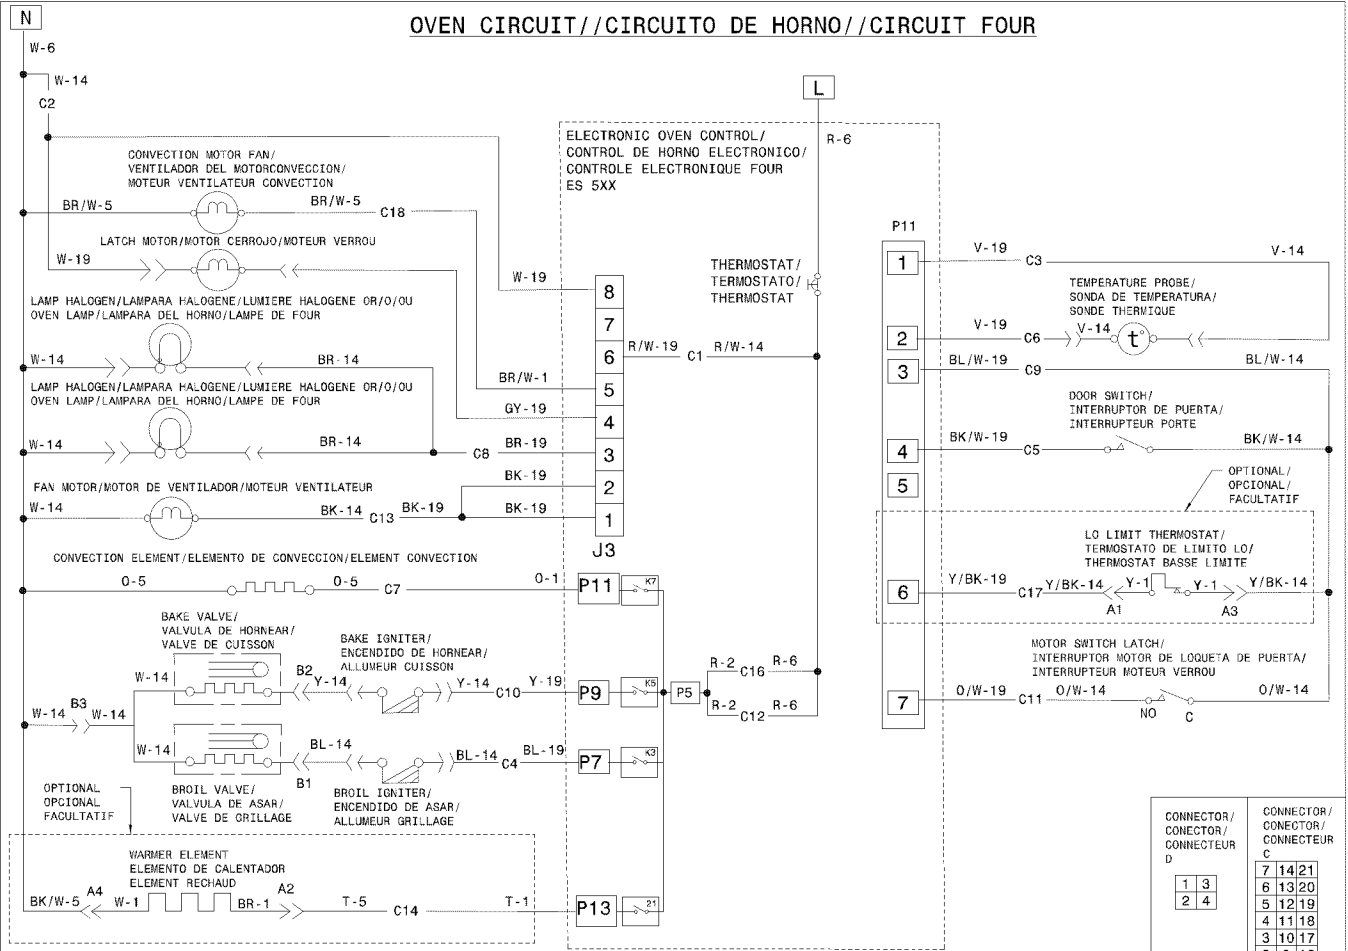 N
OVEN CIRCUIT//CIRCUITO DE HORNO//CIRCUIT FOUR
W-6
W-14
C2
L
R-6
ELECTRONIC OVEN CONTROL/
CONTROL DE HORNO ELECTRONICO/
CONTROLE ELECTRONIQUE FOUR
ES 5XX
CONVECTION MOTOR FAN/
VENTILADOR DEL MOTORCONVECCION/
MOTEUR VENTILATEUR CONVECTION
BR/W-5
BR/W-5
C18
LATCH MOTOR/MOTOR CERROJO/MOTEUR VERROU
W-19
LAMP HALOGEN/LAMPARA HALOGENE/LUMIERE HALOGENE OR/O/OU
OVEN LAMP/LAMPARA DEL HORNO/LAMPE DE FOUR
W-14
BR-14
LAMP HALOGEN/LAMPARA HALOGENE/LUMIERE HALOGENE OR/O/OU
OVEN LAMP/LAMPARA DEL HORNO/LAMPE DE FOUR
W-14
BR-14
C8
FAN MOTOR/MOTOR DE VENTILADOR/MOTEUR VENTILATEUR
W-14
BK-14
C13
BK-19
W-19
BR/W-1
GY-19
BR-19
BK-19
BK-19
8
7
6
5
4
3
2
1
J3
R/W-19
C1
R/W-14
THERMOSTAT/
TERMOSTATO/
THERMOSTAT
CONVECTION ELEMENT/ELEMENTO DE CONVECCION/ELEMENT CONVECTION
O-5
O-5
C7
O-1
P11
K7
BAKE VALVE/
VALVULA DE HORNEAR/
VALVE DE CUISSON
BAKE IGNITER/
ENCENDIDO DE HORNEAR/
ALLUMEUR CUISSON
W-14
B2
Y-14
Y-14
C10
Y-19
P9
K5
W-14
B3
W-14
W-14
BL-14
B1
BL-14
C4
BL-19
P7
K3
BROIL VALVE/
VALVULA DE ASAR/
VALVE DE GRILLAGE
BROIL IGNITER/
ENCENDIDO DE ASAR/
ALLUMEUR GRILLAGE
P5
R-2
C16
R-6
R-2
C12
R-6
OPTIONAL
OPCIONAL
FACULTATIF
WARMER ELEMENT
ELEMENTO DE CALENTADOR
ELEMENT RECHAUD
BK/W-5
A4
W-1
BR-1
A2
T-5
C14
T-1
P13
21
P11
1
2
3
4
5
6
7
V-19
C3
V-14
TEMPERATURE PROBE/
SONDA DE TEMPERATURA/
SONDE THERMIQUE
V-19
C6
V-14
t°
BL/W-19
C9
BL/W-14
DOOR SWITCH/
INTERRUPTOR DE PUERTA/
INTERRUPTEUR PORTE
BK/W-19
C5
BK/W-14
OPTIONAL/
OPCIONAL/
FACULTATIF
LO LIMIT THERMOSTAT/
TERMOSTATO DE LIMITO LO/
THERMOSTAT BASSE LIMITE
Y/BK-19
C17
Y/BK-14
A1
Y-1
Y-1
A3
Y/BK-14
MOTOR SWITCH LATCH/
INTERRUPTOR MOTOR DE LOQUETA DE PUERTA/
INTERRUPTEUR MOTEUR VERROU
O/W-19
C11
O/W-14
NO
C
O/W-14
CONNECTOR/
CONECTOR/
CONNECTEUR
D
1 3
2 4
CONNECTOR/
CONECTOR/
CONNECTEUR
C
7 14 21
6 13 20
5 12 19
4 11 18
3 10 17